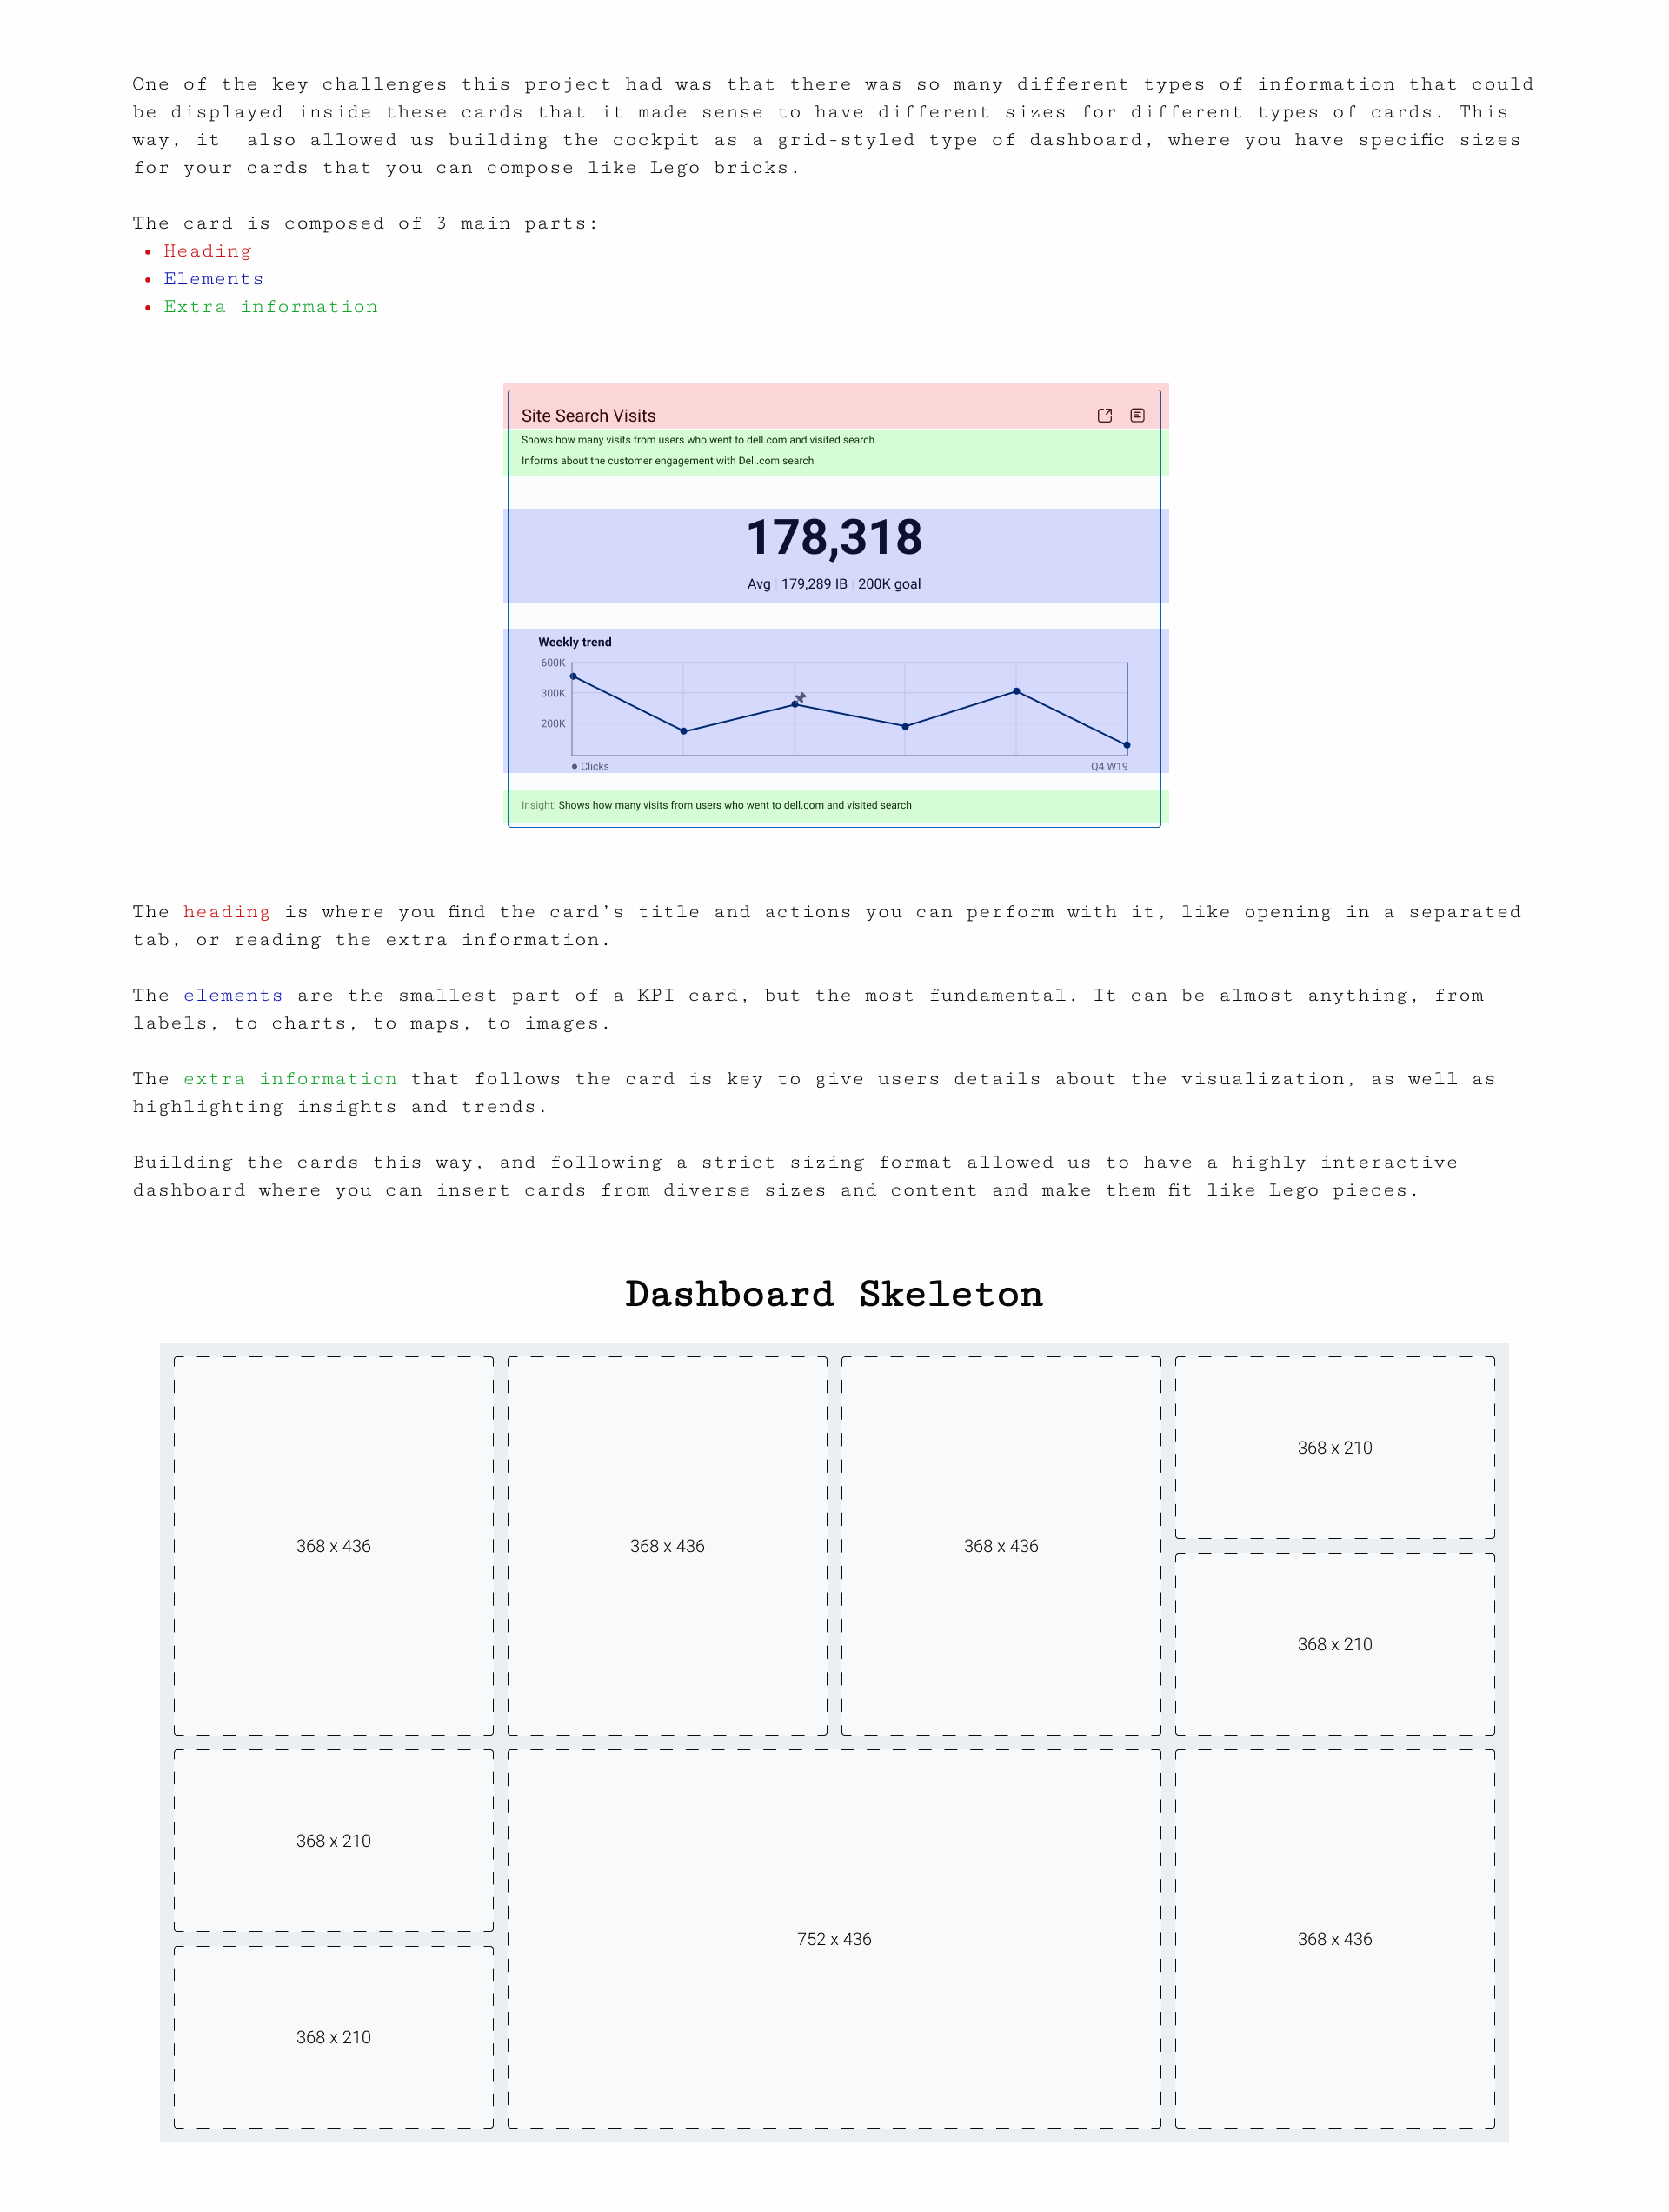 One of the key challenges this project had was that there was so many different types of information that could
be displayed inside these cards that it made sense to have different sizes for different types of cards. This
way, it  also allowed us building the cockpit as a grid-styled type of dashboard, where you have specific sizes
for your cards that you can compose like Lego bricks.
The card is composed of 3 main parts:
• Heading
• Elements
• Extra information
Site Search Visits
Shows how many visits from users who went to dell.com and visited search
Informs about the customer engagement with Dell.com search
178,318
Avg | 179,289 IB | 200K goal
Weekly trend
600K
300K
200K
● Clicks Q4 W19
Insight: Shows how many visits from users who went to dell.com and visited search
The heading is where you find the card’s title and actions you can perform with it, like opening in a separated
tab, or reading the extra information.
The elements are the smallest part of a KPI card, but the most fundamental. It can be almost anything, from
labels, to charts, to maps, to images.
The extra information that follows the card is key to give users details about the visualization, as well as
highlighting insights and trends.
Building the cards this way, and following a strict sizing format allowed us to have a highly interactive
dashboard where you can insert cards from diverse sizes and content and make them fit like Lego pieces.
Dashboard Skeleton
368 x 436
368 x 436
368 x 436
368 x 210
368 x 210
368 x 210
368 x 210
752 x 436
368 x 436